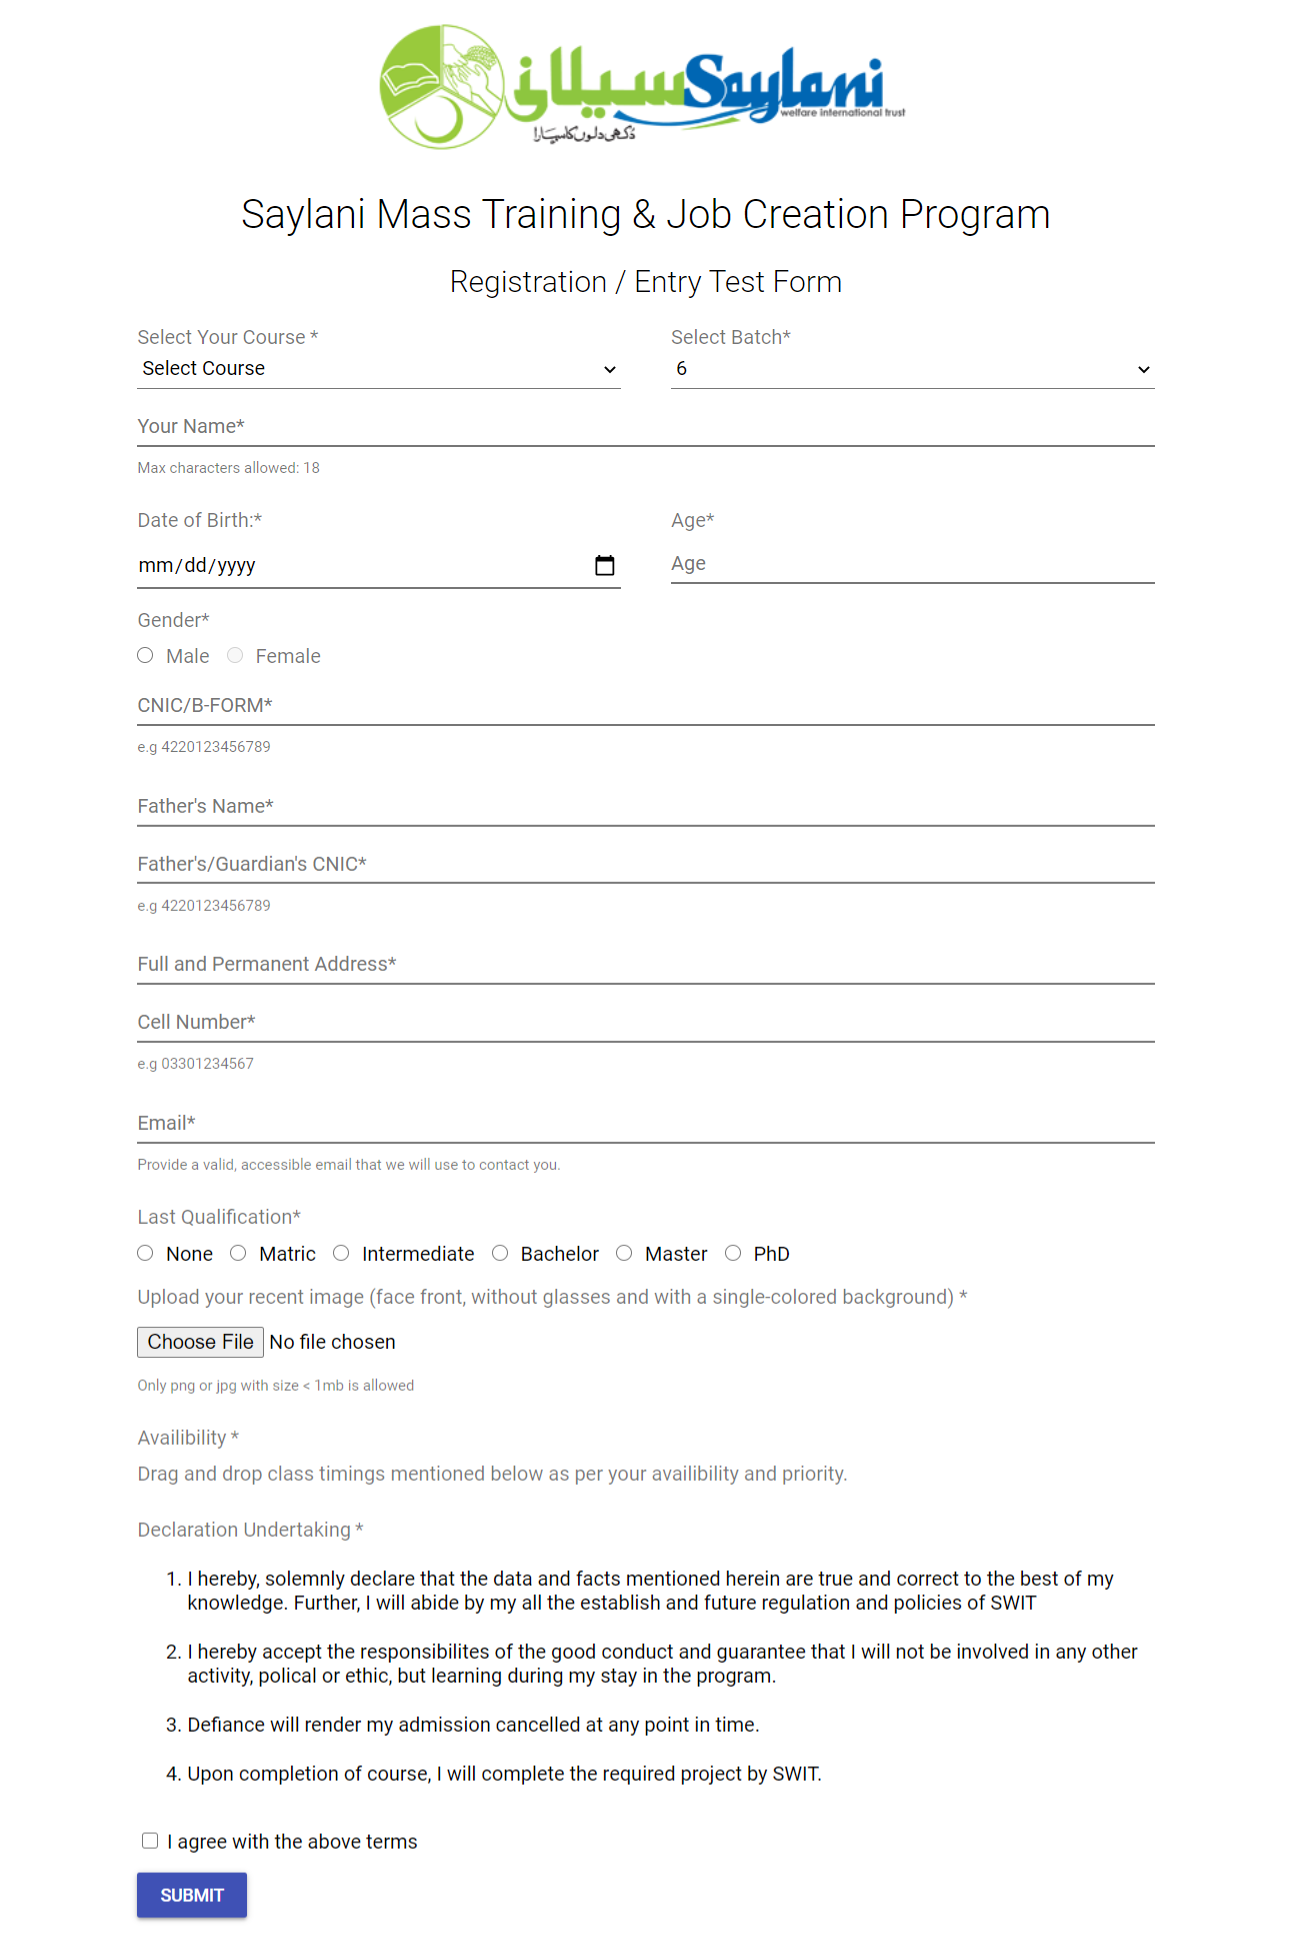 سیلانی Saylani
welfare international trust
دُکھی دلوں کا سہارا
Saylani Mass Training & Job Creation Program
Registration / Entry Test Form
Select Your Course * Select Batch*
Select Course 6
Your Name*
Max characters allowed: 18
Date of Birth:* Age*
mm/dd/yyyy Age
Gender*
Male Female
CNIC/B-FORM*
e.g 4220123456789
Father's Name*
Father's/Guardian's CNIC*
e.g 4220123456789
Full and Permanent Address*
Cell Number*
e.g 03301234567
Email*
Provide a valid, accessible email that we will use to contact you.
Last Qualification*
None Matric Intermediate Bachelor Master PhD
Upload your recent image (face front, without glasses and with a single-colored background) *
Choose File No file chosen
Only png or jpg with size < 1mb is allowed
Availibility *
Drag and drop class timings mentioned below as per your availibility and priority.
Declaration Undertaking *
1. I hereby, solemnly declare that the data and facts mentioned herein are true and correct to the best of my
knowledge. Further, I will abide by my all the establish and future regulation and policies of SWIT
2. I hereby accept the responsibilites of the good conduct and guarantee that I will not be involved in any other
activity, polical or ethic, but learning during my stay in the program.
3. Defiance will render my admission cancelled at any point in time.
4. Upon completion of course, I will complete the required project by SWIT.
I agree with the above terms
SUBMIT